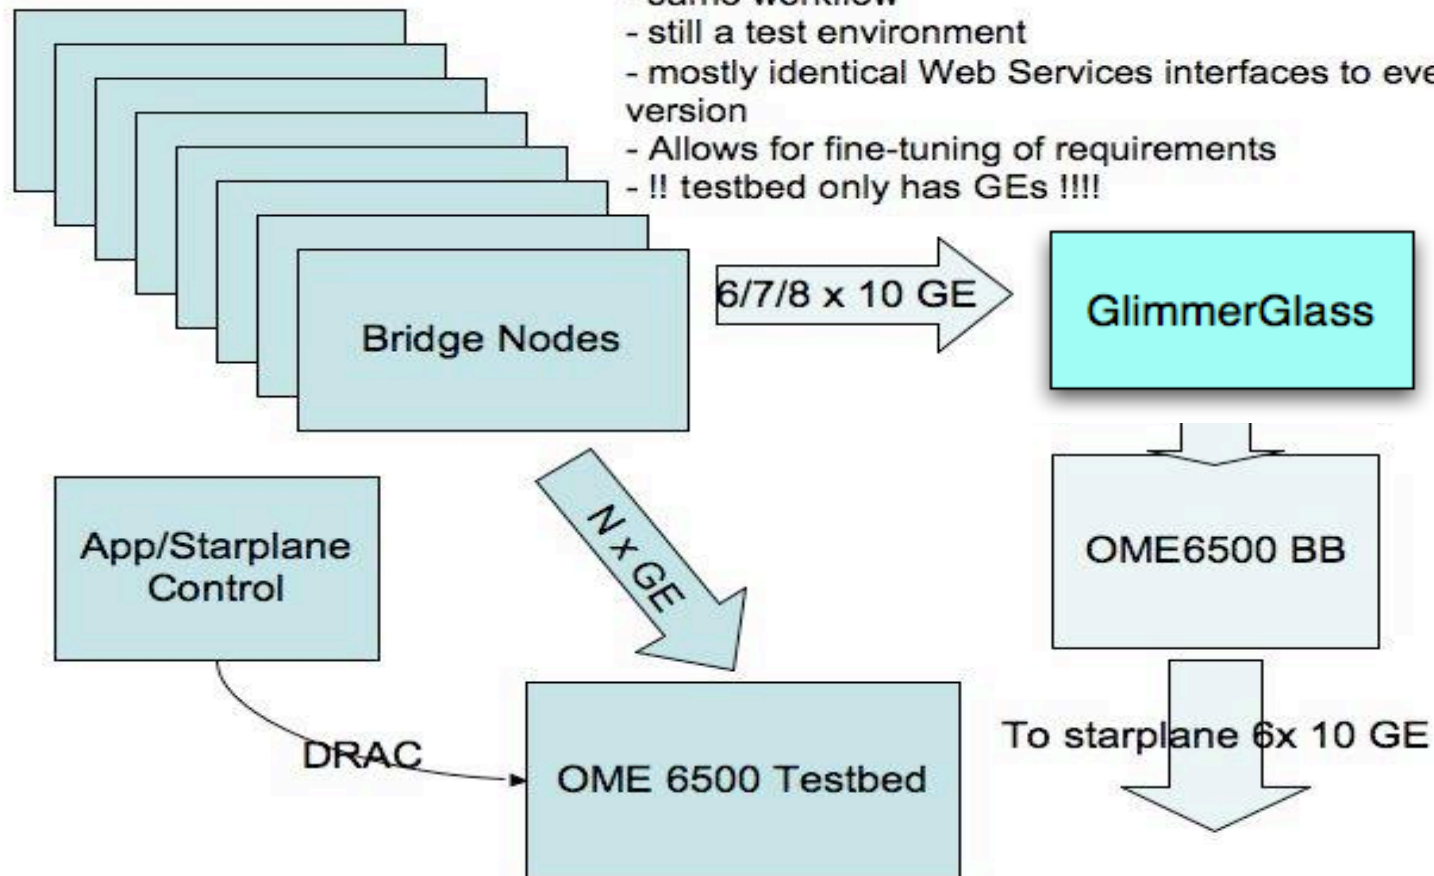 - same workflow
- still a test environment
- mostly identical Web Services interfaces to eve
version
- Allows for fine-tuning of requirements
- !! testbed only has GEs !!!!
6/7/8 x 10 GE
GlimmerGlass
Bridge Nodes
N x GE
App/Starplane
Control
OME6500 BB
DRAC
To starplane 6x 10 GE
OME 6500 Testbed